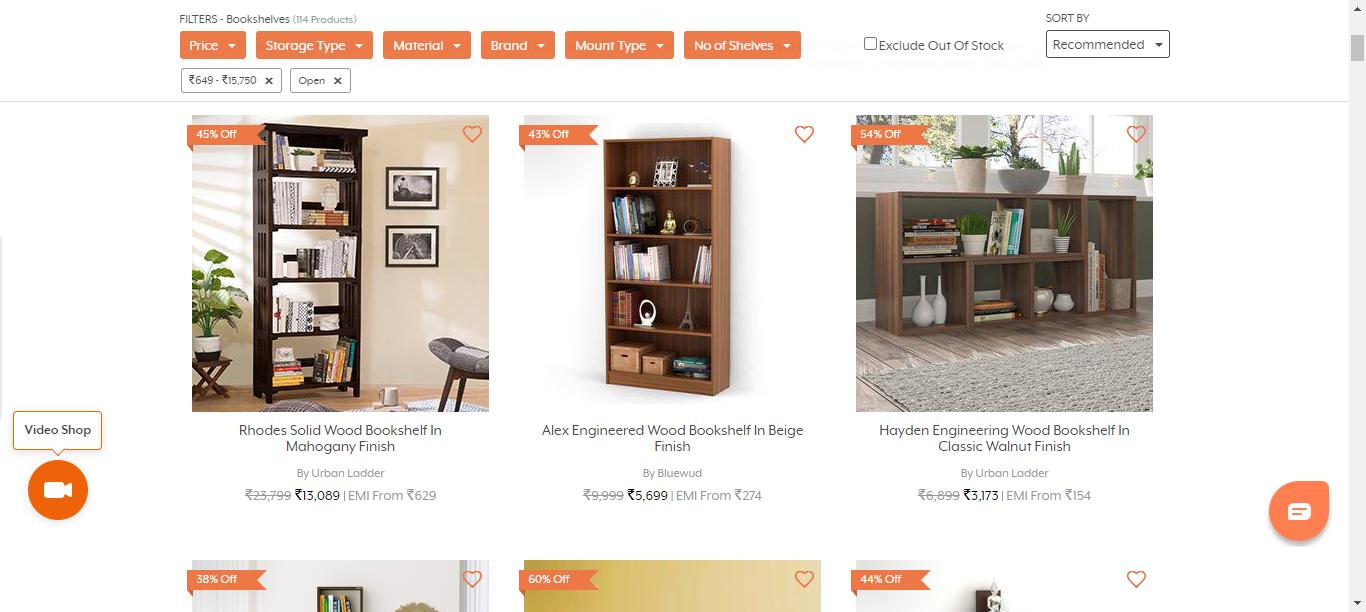 FILTERS - Bookshelves (114 Products)
SORT BY
Price
Storage Type
Material
Brand
Mount Type
No of Shelves
Exclude Out Of Stock
Recommended
₹649 - ₹15,750 ×
Open ×
45% Off
43% Off
54% Off
Rhodes Solid Wood Bookshelf In
Mahogany Finish
By Urban Ladder
₹23,799 ₹13,089 | EMI From ₹629
Alex Engineered Wood Bookshelf In Beige
Finish
By Bluewud
₹9,999 ₹5,699 | EMI From ₹274
Hayden Engineering Wood Bookshelf In
Classic Walnut Finish
By Urban Ladder
₹6,899 ₹3,173 | EMI From ₹154
Video Shop
38% Off
60% Off
44% Off